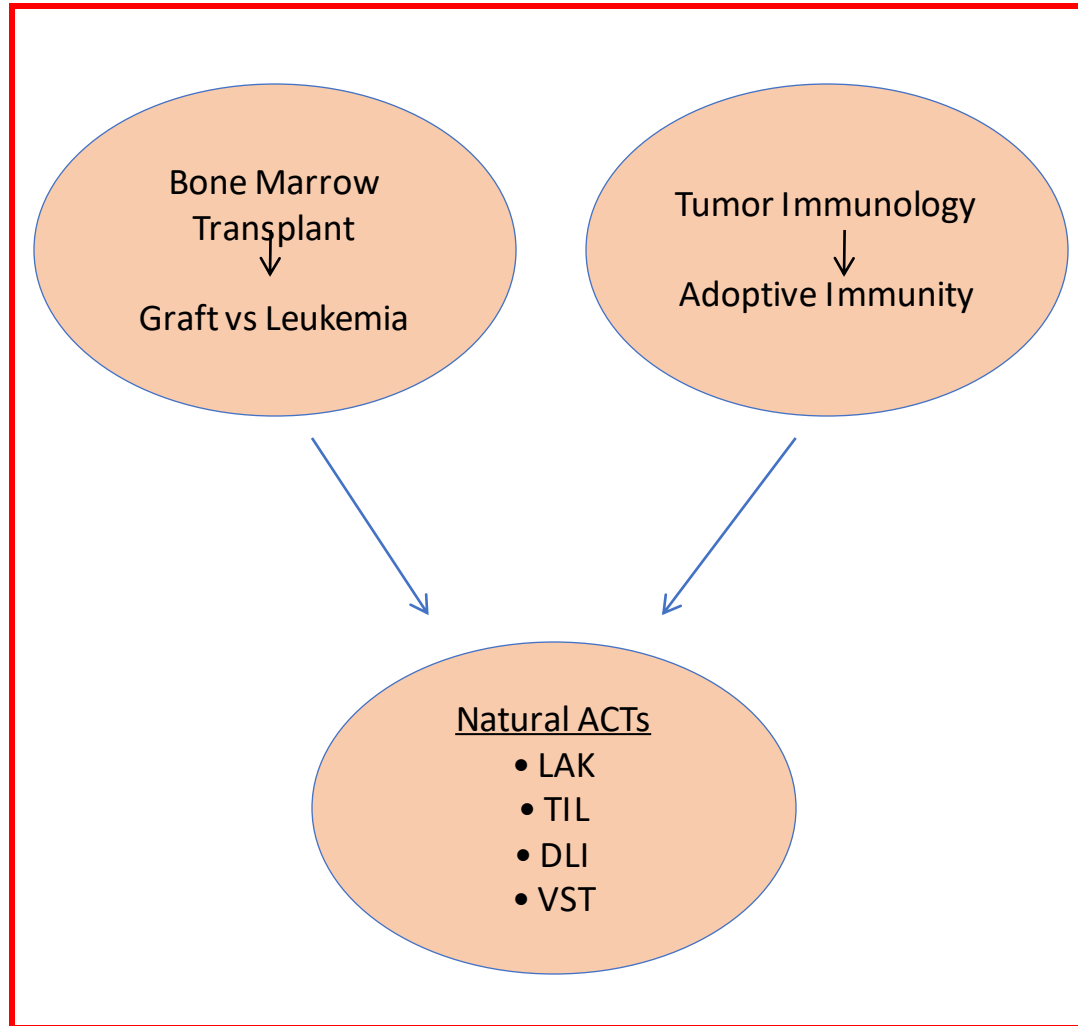 Bone Marrow
Transplant
Graft vs Leukemia
Tumor Immunology
Adoptive Immunity
Natural ACTs
• LAK
• TIL
• DLI
• VST